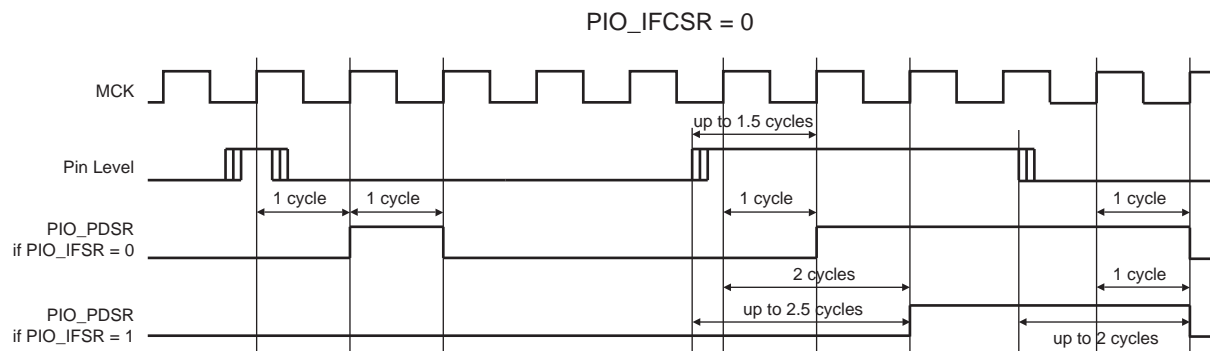 PIO_IFCSR = 0
MCK
up to 1.5 cycles
Pin Level
1 cycle
1 cycle
1 cycle
1 cycle
PIO_PDSR
if PIO_IFSR = 0
2 cycles
1 cycle
PIO_PDSR
if PIO_IFSR = 1
up to 2.5 cycles
up to 2 cycles